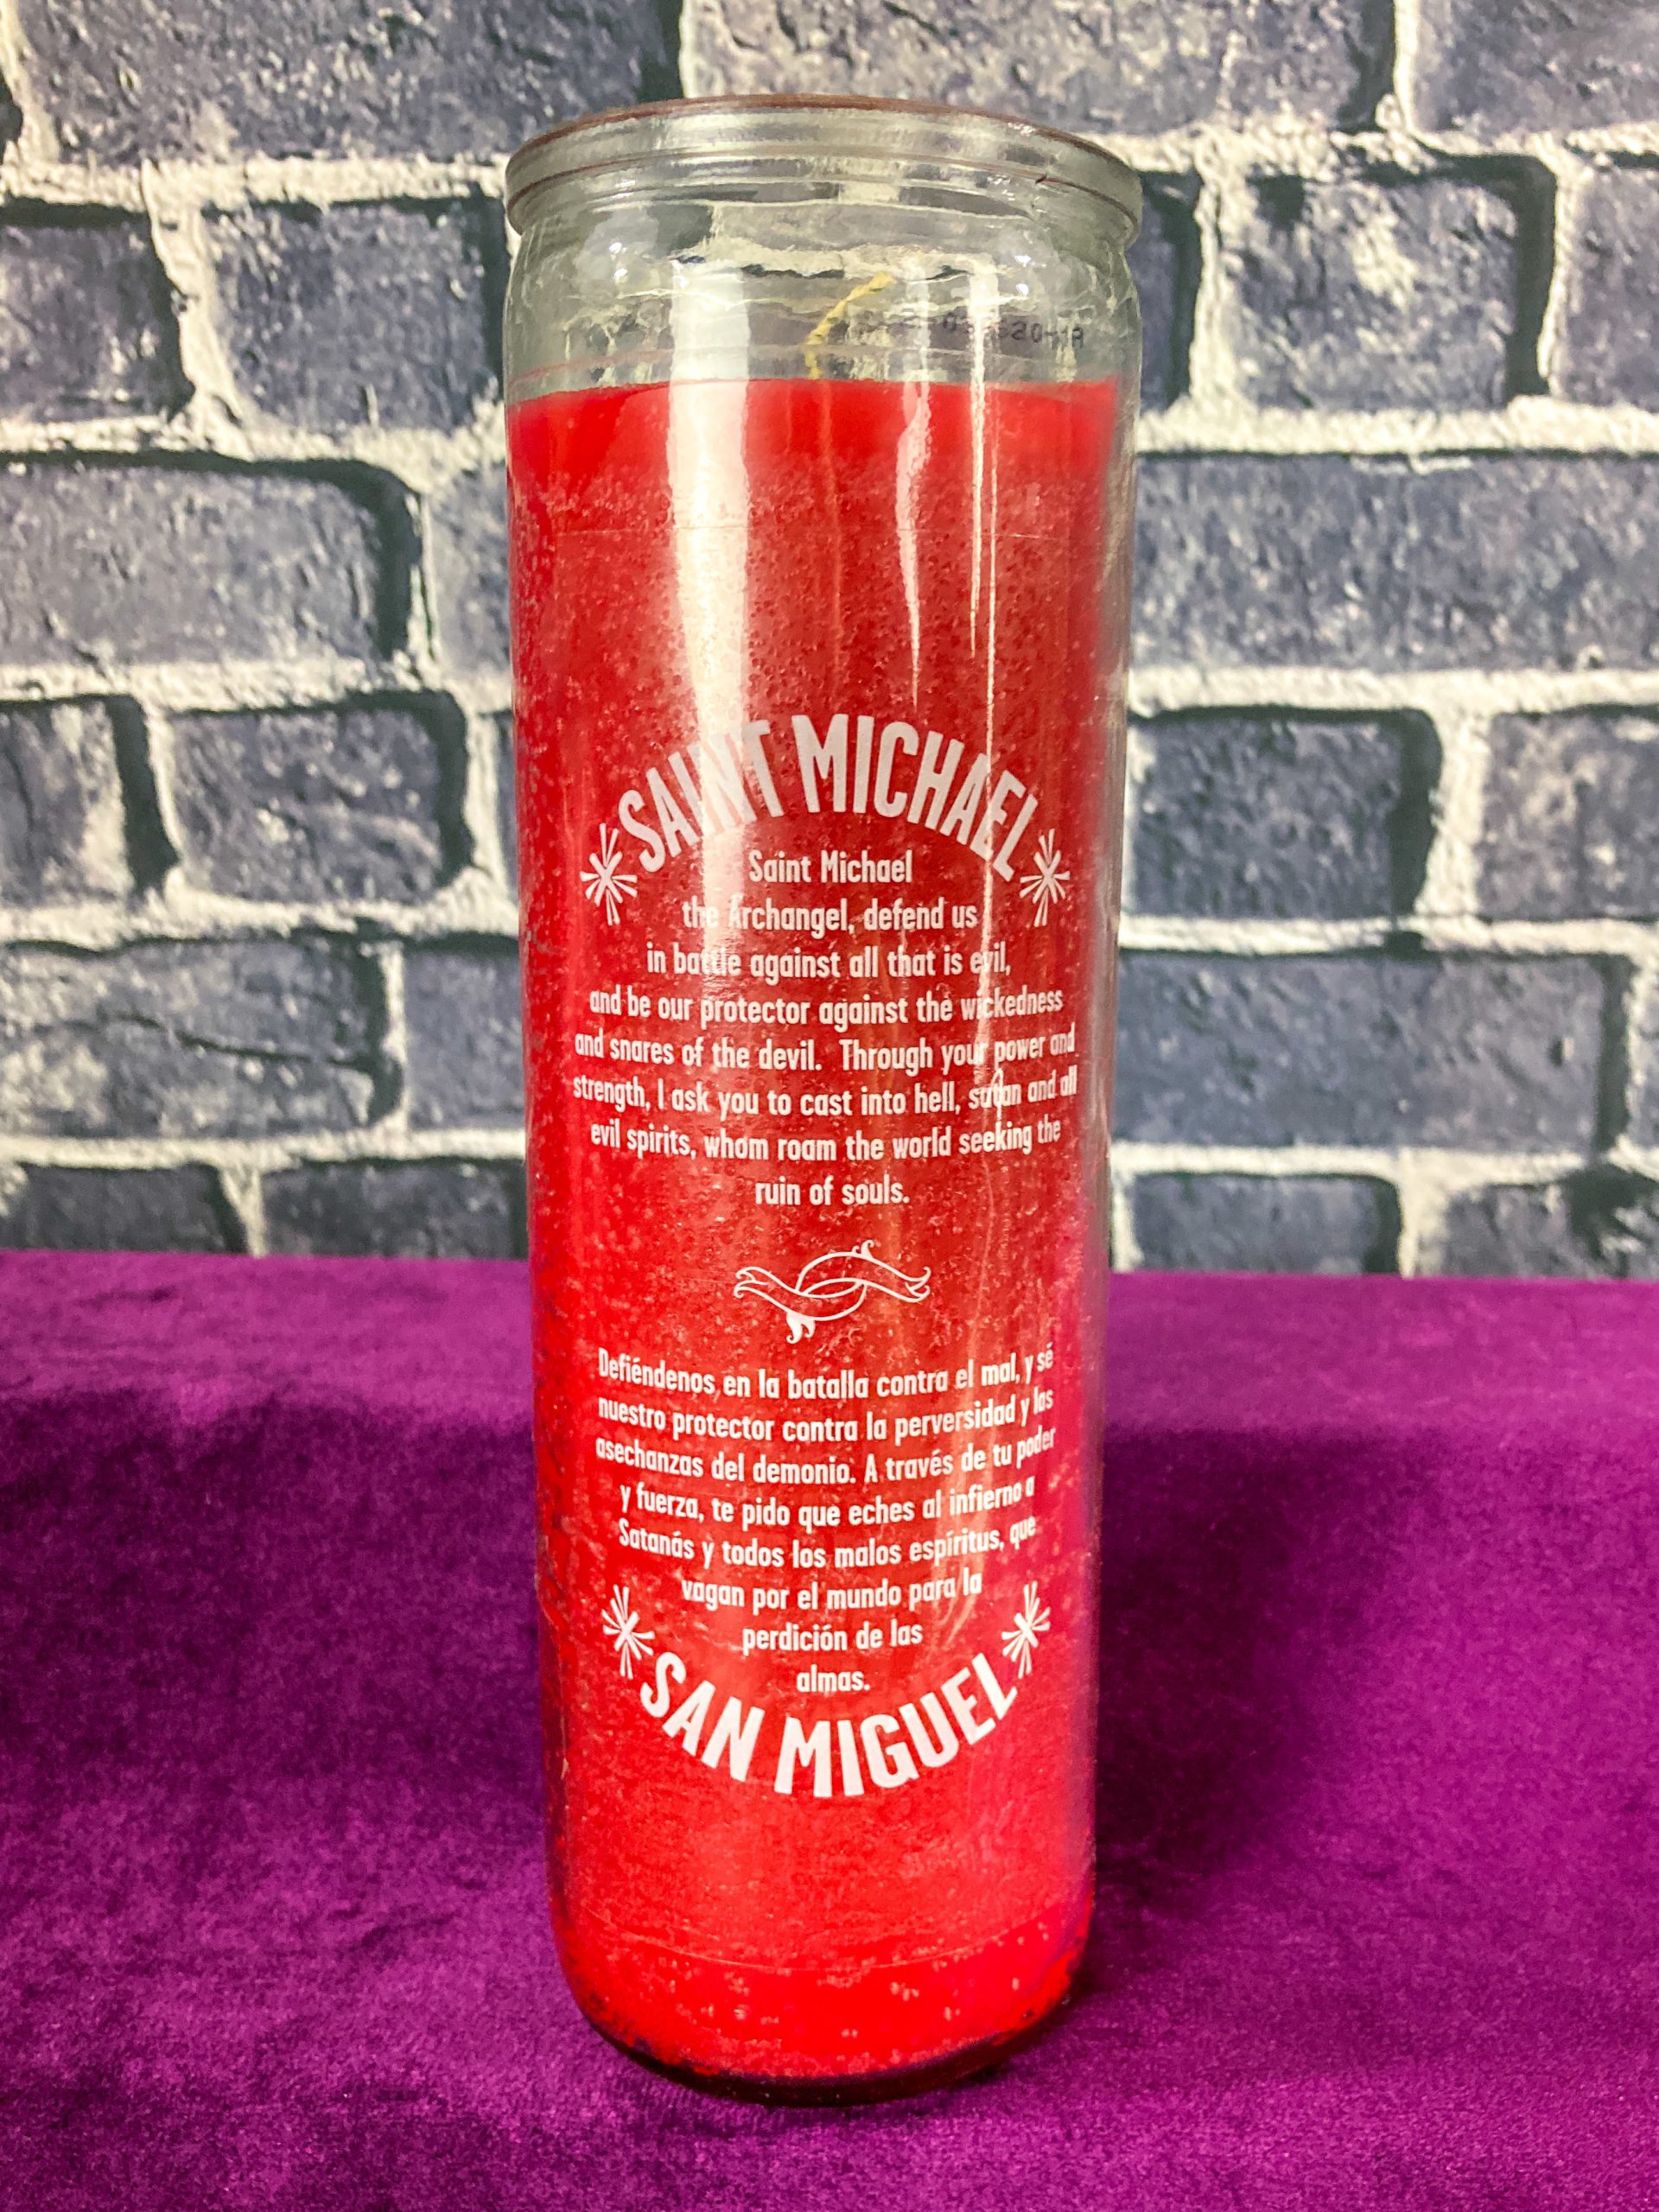 SAINT MICHAEL
Saint Michael
the Archangel, defend us
in battle against all that is evil,
and be our protector against the wickedness
and snares of the devil. Through your power and
strength, I ask you to cast into hell, satan and all
evil spirits, whom roam the world seeking the
ruin of souls.
Defiéndenos, en la batalla contra el mal, y sé
nuestro protector contra la perversidad y las
asechanzas del demonio. A través de tu poder
y fuerza, te pido que eches al infierno a
Satanás y todos los malos espíritus, que
vagan por el mundo para la
perdición de las
almas.
SAN MIGUEL